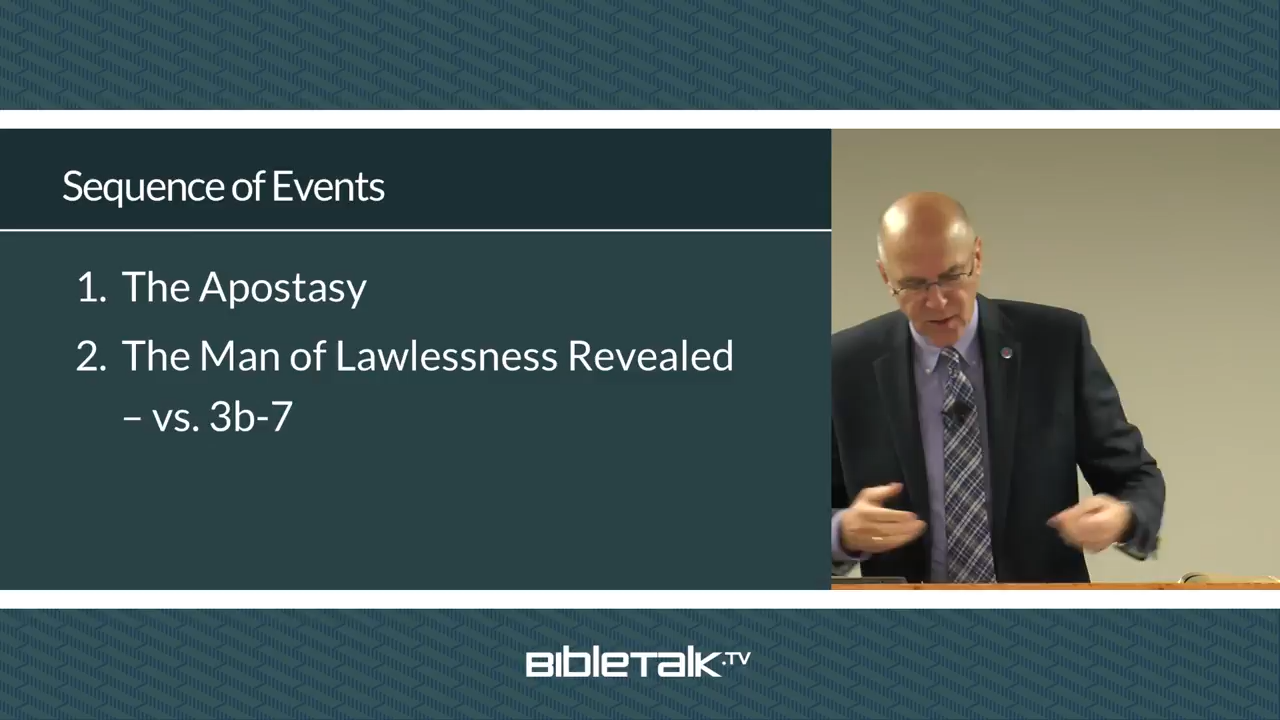 Sequence of Events
1. The Apostasy
2. The Man of Lawlessness Revealed
– vs. 3b-7
BibleTalk.TV